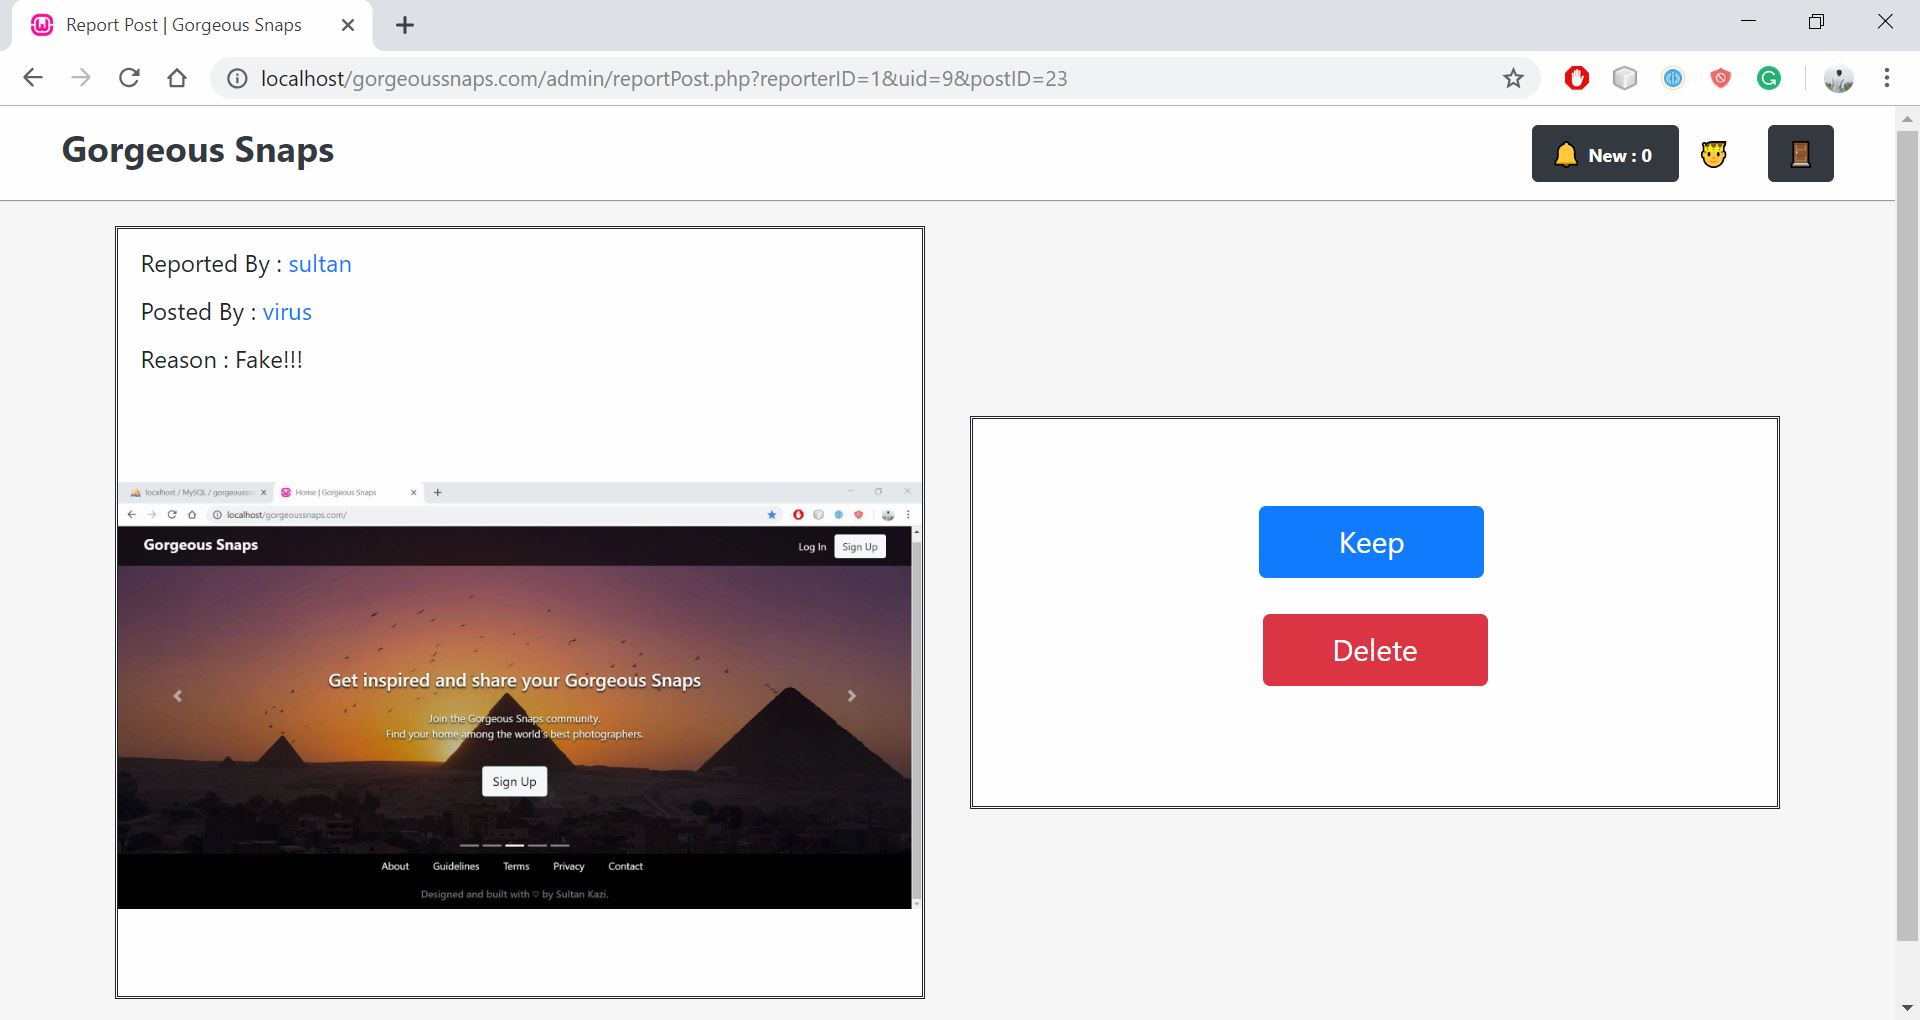 Report Post | Gorgeous Snaps
localhost/gorgeoussnaps.com/admin/reportPost.php?reporterID=1&uid=9&postID=23
Gorgeous Snaps
New : 0
Reported By : sultan
Posted By : virus
Reason : Fake!!!
localhost / MySQL / gorgeoussn
Home | Gorgeous Snaps
localhost/gorgeoussnaps.com/
Gorgeous Snaps
Log In
Sign Up
Get inspired and share your Gorgeous Snaps
Join the Gorgeous Snaps community.
Find your home among the world's best photographers.
Sign Up
About Guidelines Terms Privacy Contact
Designed and built with ♡ by Sultan Kazi.
Keep
Delete